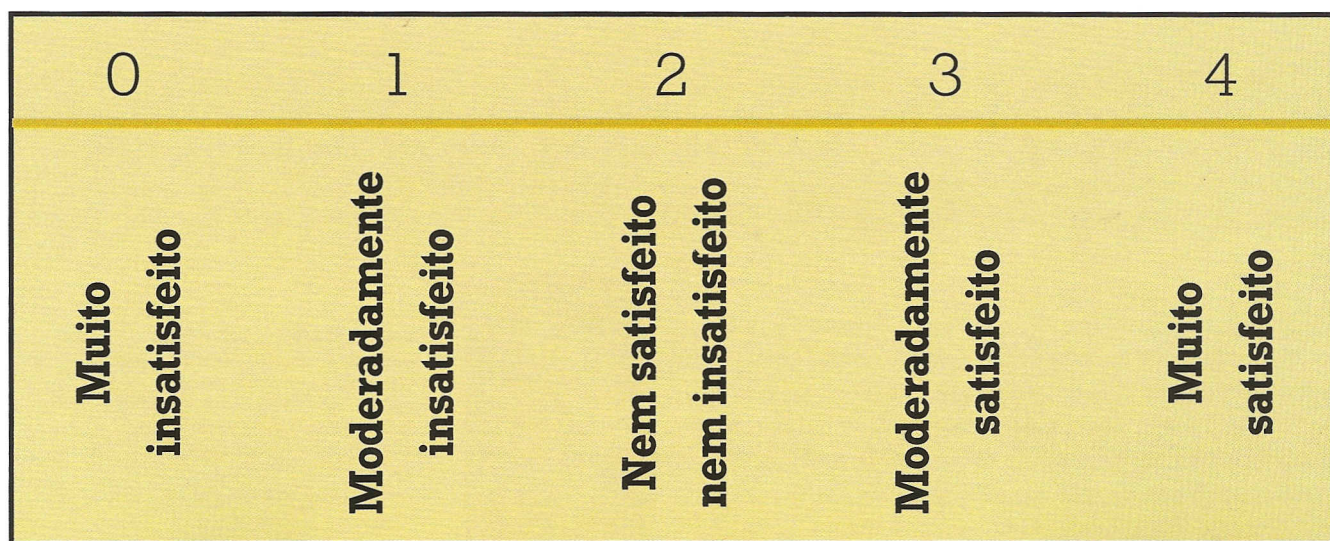 0 1 2 3 4
Muito
insatisfeito
Moderadamente
insatisfeito
Nem satisfeito
nem insatisfeito
Moderadamente
satisfeito
Muito
satisfeito